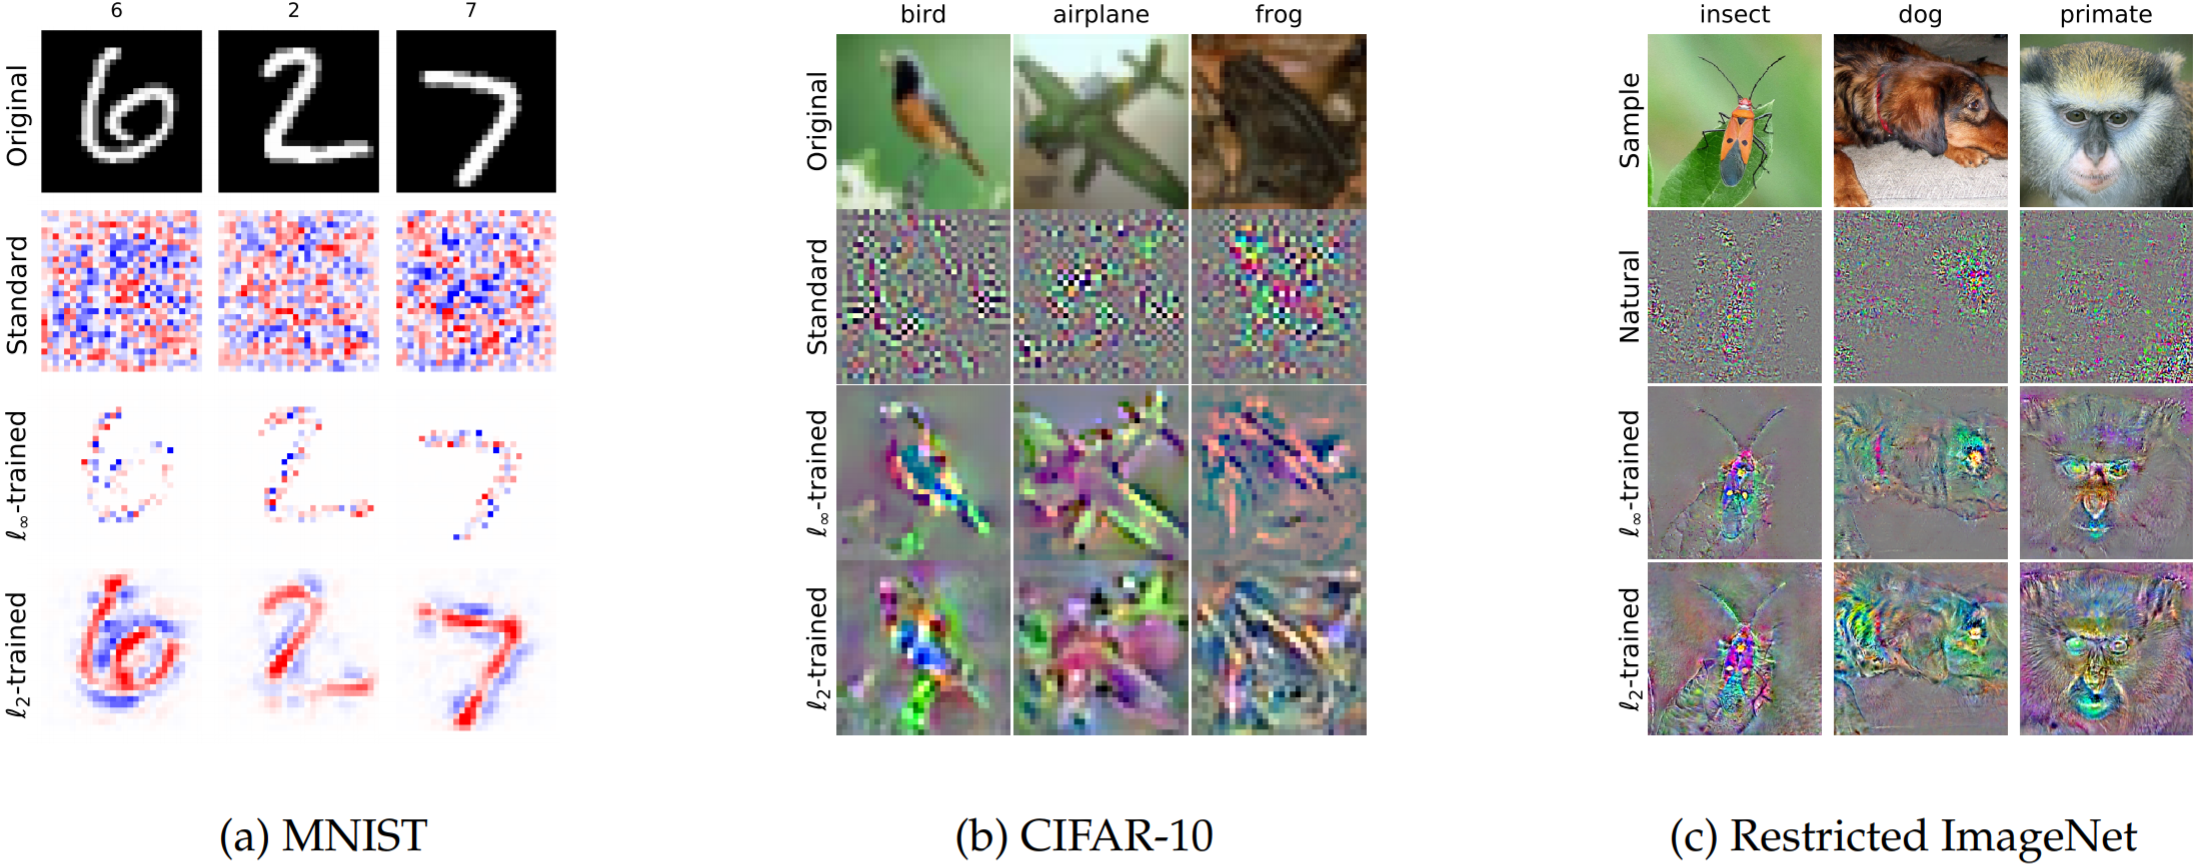 6 2 7
Original
Standard
ℓ∞-trained
ℓ2-trained
(a) MNIST
bird airplane frog
Original
Standard
ℓ∞-trained
ℓ2-trained
(b) CIFAR-10
insect dog primate
Sample
Natural
ℓ∞-trained
ℓ2-trained
(c) Restricted ImageNet